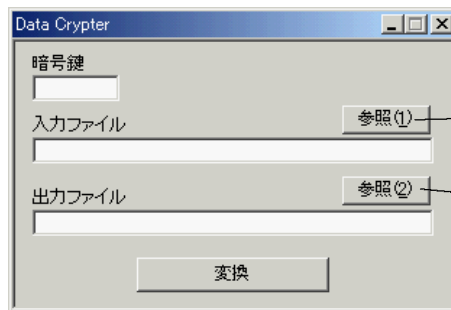 Data Crypter
暗号鍵
入力ファイル
参照(1)
出力ファイル
参照(2)
変換